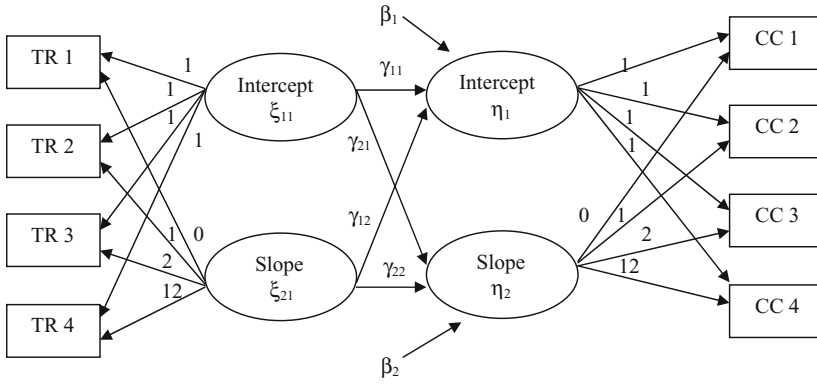 β1
TR 1
1
Intercept
ξ11
γ11
Intercept
η1
1
CC 1
1
1
1
1
1
1
TR 2
γ21
CC 2
TR 3
1
0
γ12
0
1
CC 3
2
12
Slope
ξ21
γ22
Slope
η2
2
12
TR 4
CC 4
β2